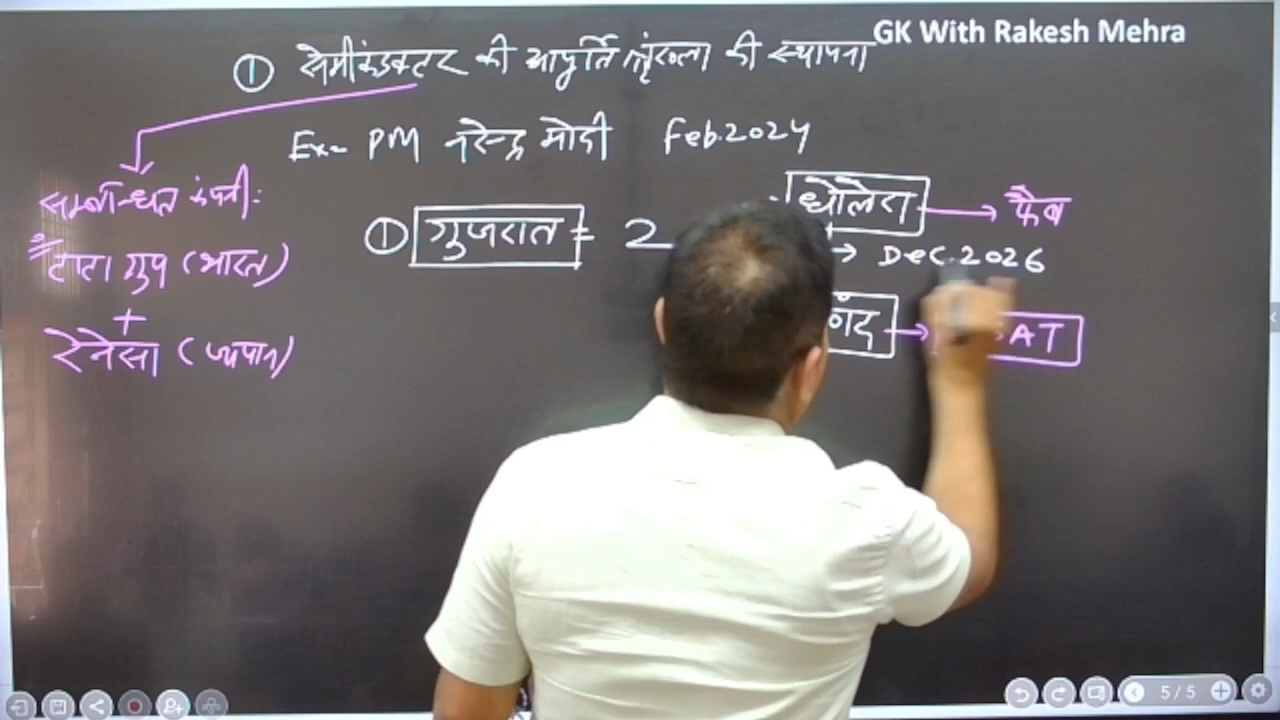 GK With Rakesh Mehra
① सेमीकंडक्टर की आपूर्ति श्रृंखला की स्थापना
Ex- PM नरेन्द्र मोदी Feb.2024
सम्बन्धित कंपनी:
① गुजरात = 2 धोलेरा → फैब
→ Dec.2026
टाटा ग्रुप (भारत)
+
रेनेसा (जापान)
→ SAT
5/5